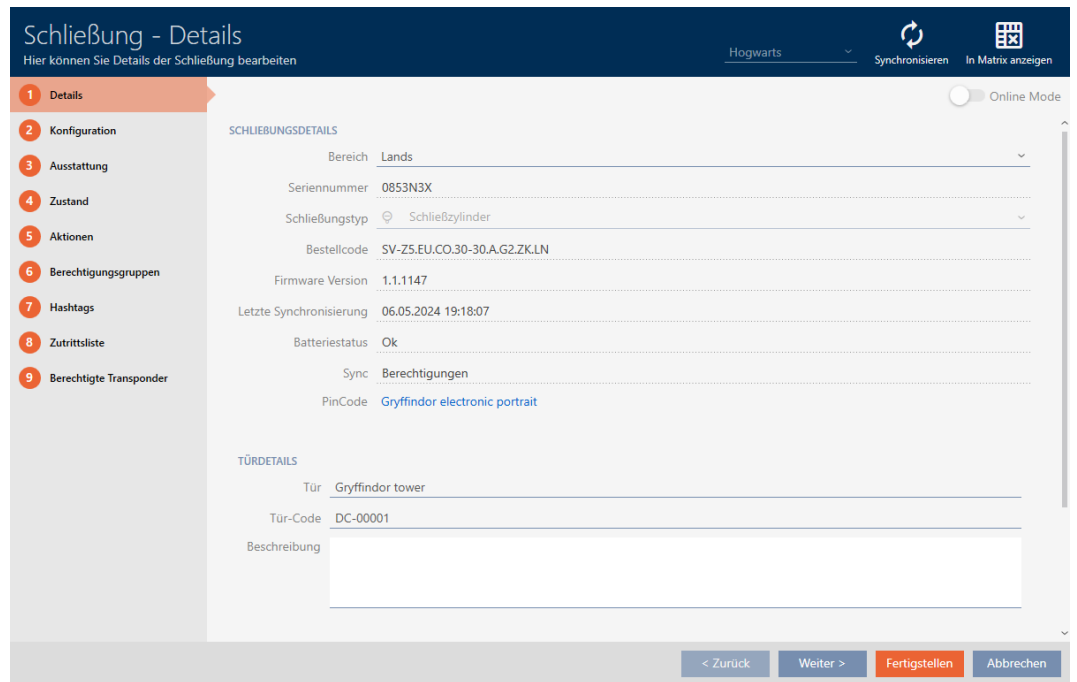 Schließung - Details
Hier können Sie Details der Schließung bearbeiten
Hogwarts
Synchronisieren
In Matrix anzeigen
1 Details
2 Konfiguration
3 Ausstattung
4 Zustand
5 Aktionen
6 Berechtigungsgruppen
7 Hashtags
8 Zutrittsliste
9 Berechtigte Transponder
Online Mode
SCHLIEßUNGSDETAILS
Bereich Lands
Seriennummer 0853N3X
Schließungstyp Schließzylinder
Bestellcode SV-Z5.EU.CO.30-30.A.G2.ZK.LN
Firmware Version 1.1.1147
Letzte Synchronisierung 06.05.2024 19:18:07
Batteriestatus Ok
Sync Berechtigungen
PinCode Gryffindor electronic portrait
TÜRDETAILS
Tür Gryffindor tower
Tür-Code DC-00001
Beschreibung
< Zurück
Weiter >
Fertigstellen
Abbrechen